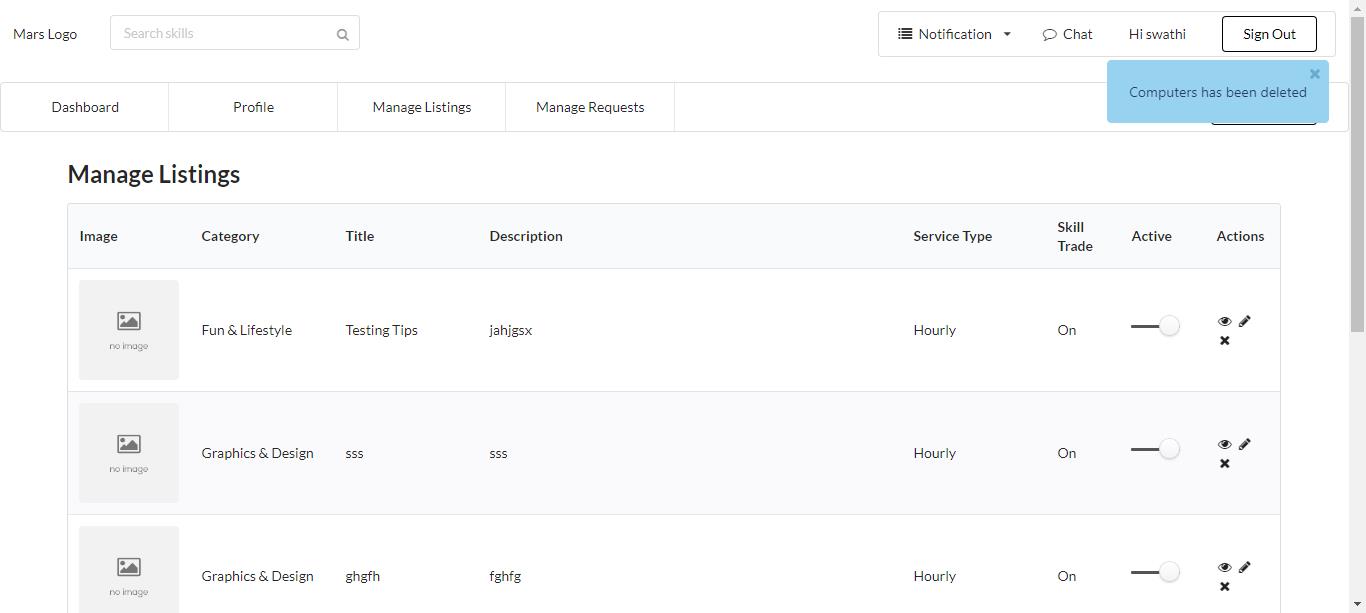 Mars Logo
Search skills
Notification
Chat
Hi swathi
Sign Out
Computers has been deleted
Dashboard
Profile
Manage Listings
Manage Requests
Manage Listings
Image
Category
Title
Description
Service Type
Skill
Trade
Active
Actions
no image
Fun & Lifestyle
Testing Tips
jahjgsx
Hourly
On
no image
Graphics & Design
sss
sss
Hourly
On
no image
Graphics & Design
ghgfh
fghfg
Hourly
On